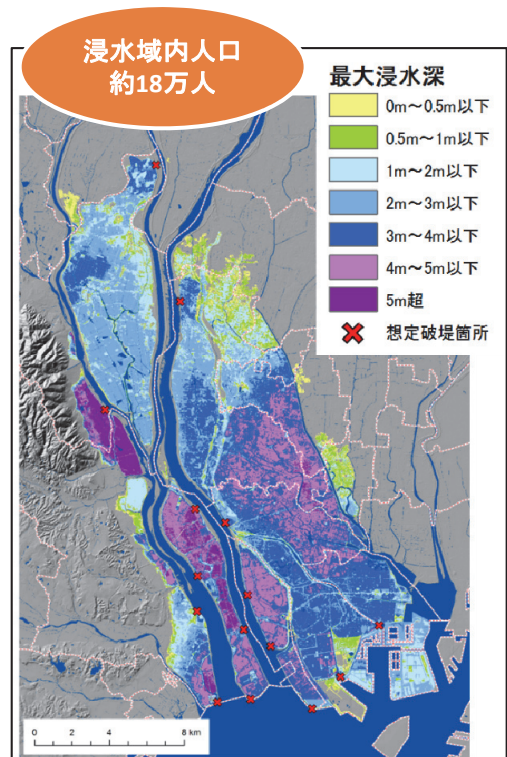 浸水域内人口
約18万人
最大浸水深
0m～0.5m以下
0.5m～1m以下
1m～2m以下
2m～3m以下
3m～4m以下
4m～5m以下
5m超
想定破堤箇所
0 2 4 8 km